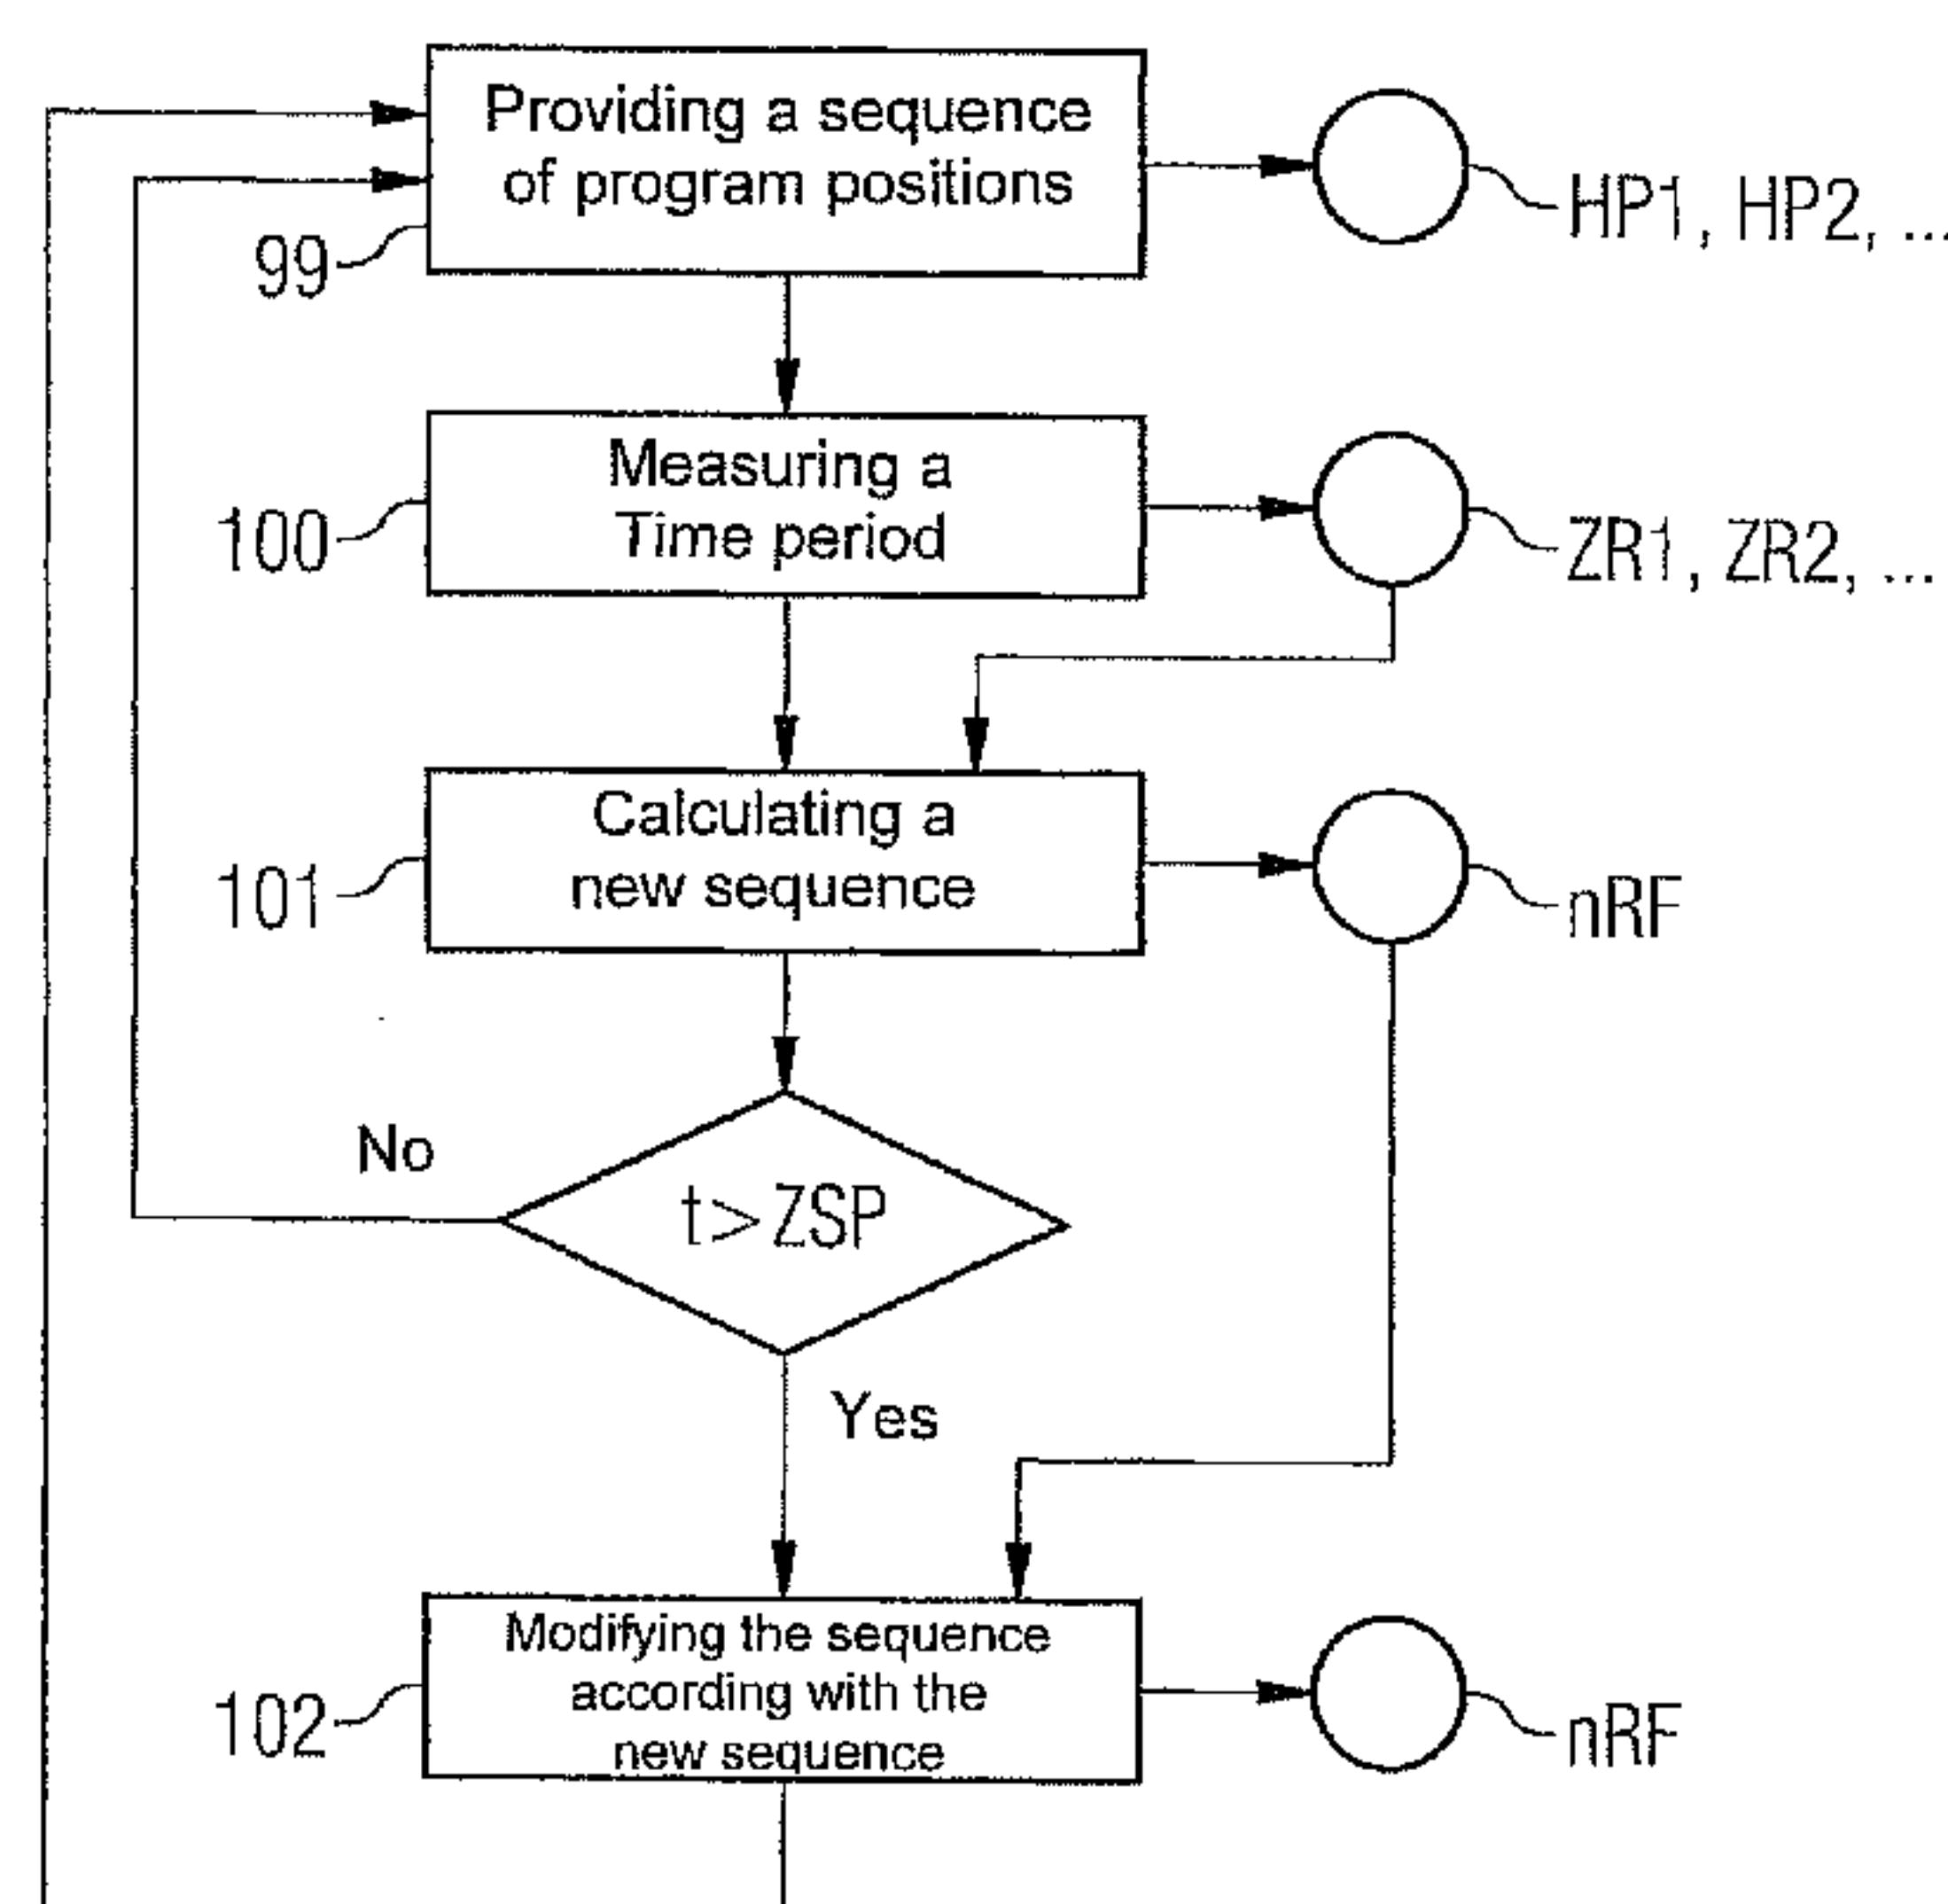 Providing a sequence
of program positions
HP1, HP2, ...
99
Measuring a
Time period
100
ZR1, ZR2, ...
Calculating a
new sequence
101
nRF
No
t>ZSP
Yes
Modifying the sequence
according with the
new sequence
102
nRF